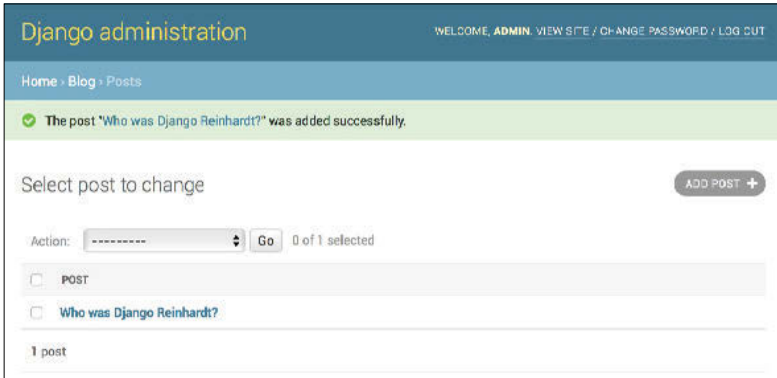 Django administration
WELCOME, ADMIN. VIEW SITE / CHANGE PASSWORD / LOG OUT
Home › Blog › Posts
The post "Who was Django Reinhardt?" was added successfully.
Select post to change
ADD POST +
Action: --------- Go 0 of 1 selected
POST
Who was Django Reinhardt?
1 post